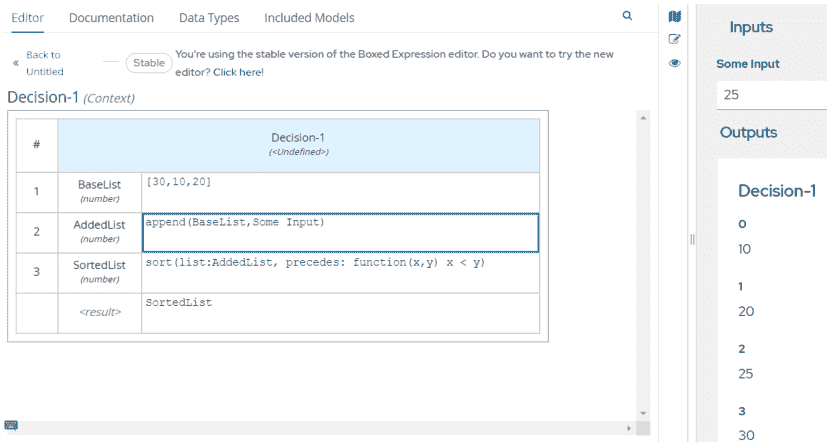 Editor Documentation Data Types Included Models
« Back to Untitled
Stable
You're using the stable version of the Boxed Expression editor. Do you want to try the new
editor? Click here!
Decision-1 (Context)
# Decision-1
(<Undefined>)
1 BaseList (number) [30,10,20]
2 AddedList (number) append(BaseList,Some Input)
3 SortedList (number) sort(list:AddedList, precedes: function(x,y) x < y)
<result> SortedList
Inputs
Some Input
25
Outputs
Decision-1
0
10
1
20
2
25
3
30